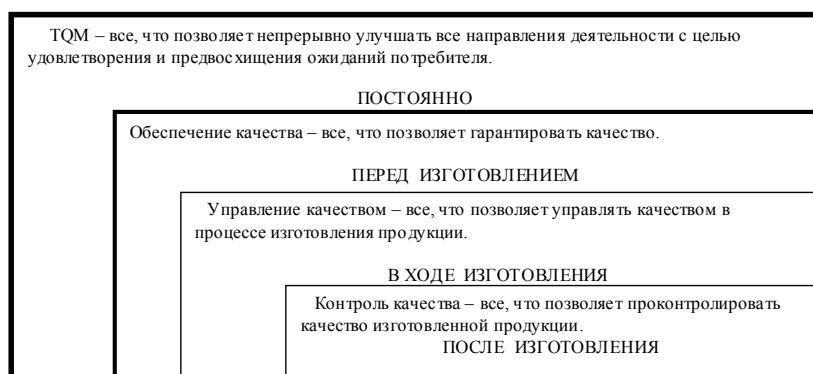 TQM – все, что позволяет непрерывно улучшать все направления деятельности с целью
удовлетворения и предвосхищения ожиданий потребителя.
ПОСТОЯННО
Обеспечение качества – все, что позволяет гарантировать качество.
ПЕРЕД ИЗГОТОВЛЕНИЕМ
Управление качеством – все, что позволяет управлять качеством в
процессе изготовления продукции.
В ХОДЕ ИЗГОТОВЛЕНИЯ
Контроль качества – все, что позволяет проконтролировать
качество изготовленной продукции.
ПОСЛЕ ИЗГОТОВЛЕНИЯ